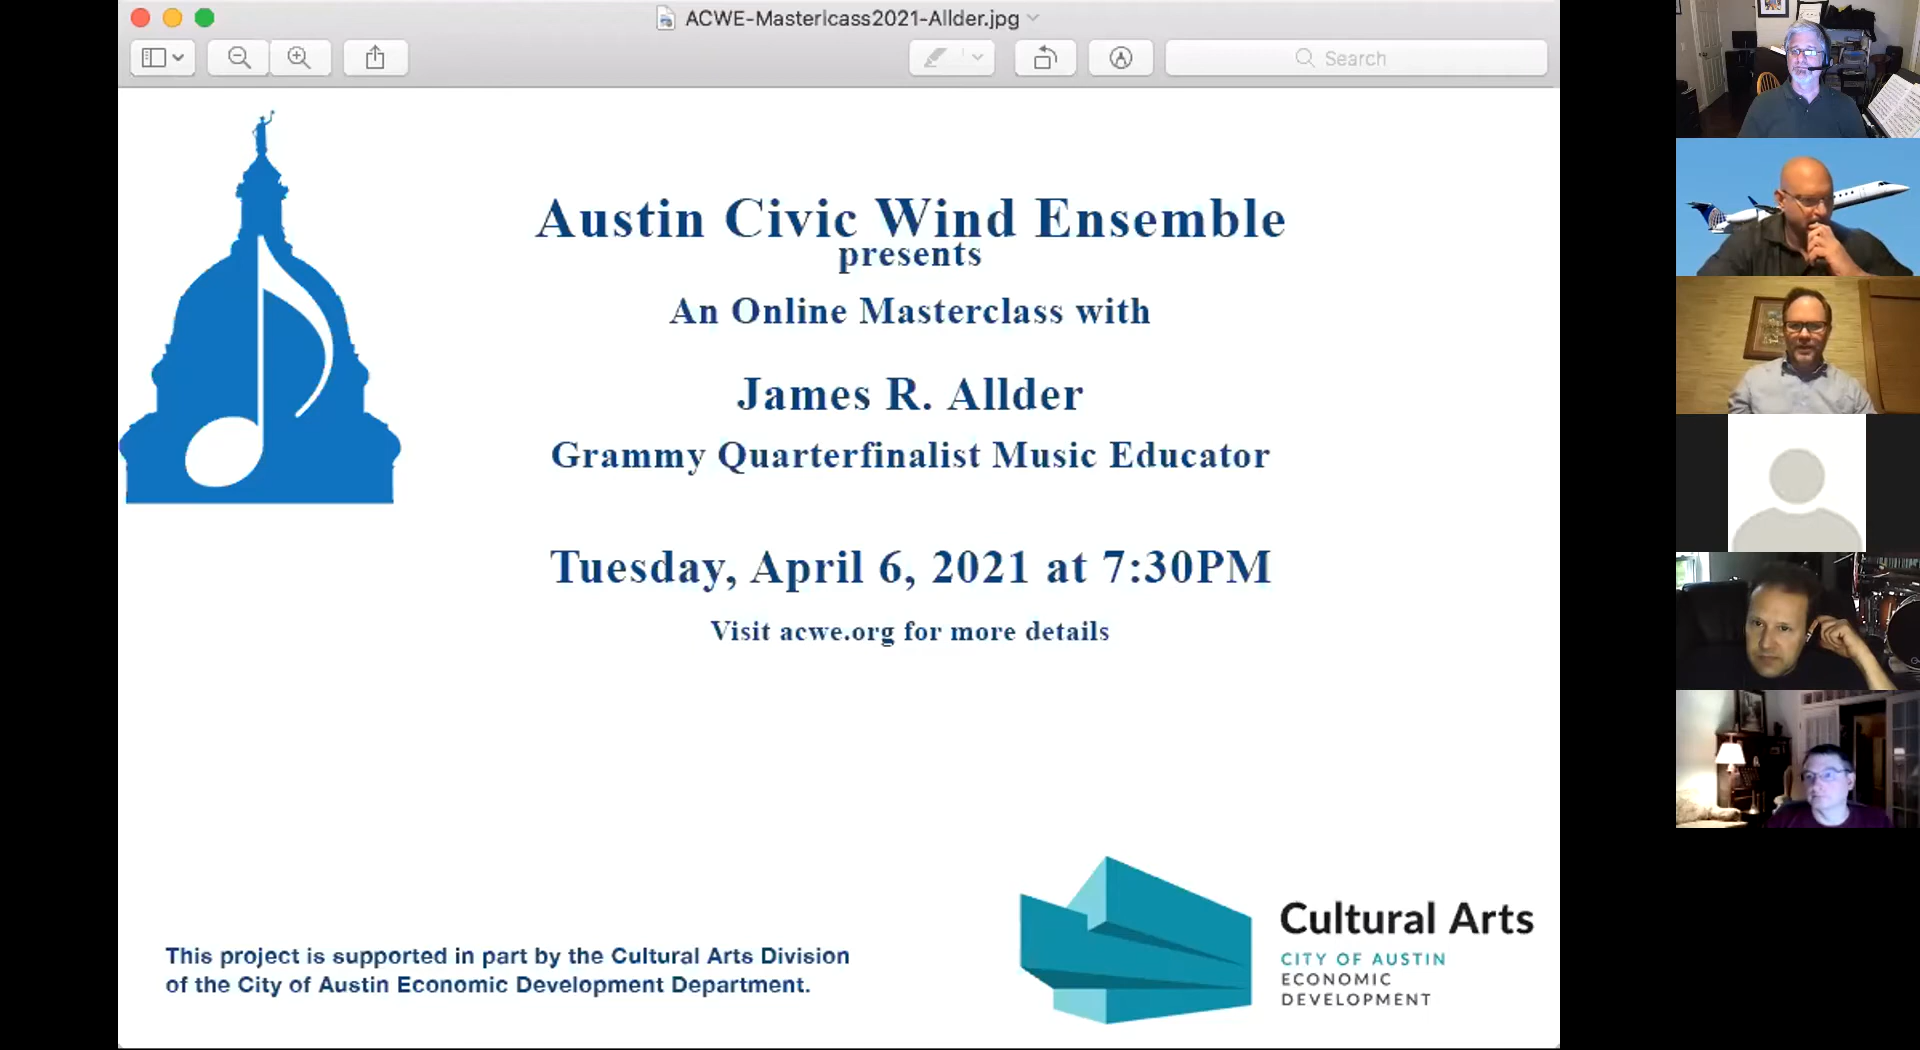 ACWE-Masterlcass2021-Allder.jpg
Search
Austin Civic Wind Ensemble
presents
An Online Masterclass with
James R. Allder
Grammy Quarterfinalist Music Educator
Tuesday, April 6, 2021 at 7:30PM
Visit acwe.org for more details
This project is supported in part by the Cultural Arts Division
of the City of Austin Economic Development Department.
Cultural Arts
CITY OF AUSTIN
ECONOMIC
DEVELOPMENT